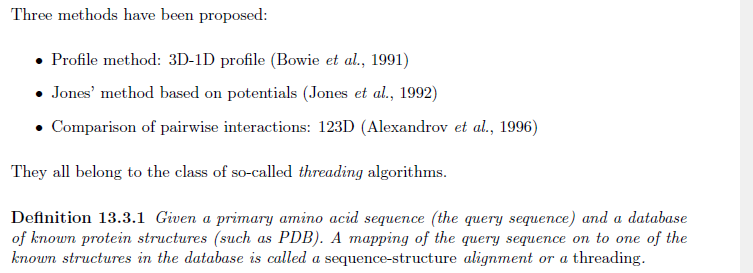 Three methods have been proposed:
• Profile method: 3D-1D profile (Bowie et al., 1991)
• Jones' method based on potentials (Jones et al., 1992)
• Comparison of pairwise interactions: 123D (Alexandrov et al., 1996)
They all belong to the class of so-called threading algorithms.
Definition 13.3.1 Given a primary amino acid sequence (the query sequence) and a database
of known protein structures (such as PDB). A mapping of the query sequence on to one of the
known structures in the database is called a sequence-structure alignment or a threading.